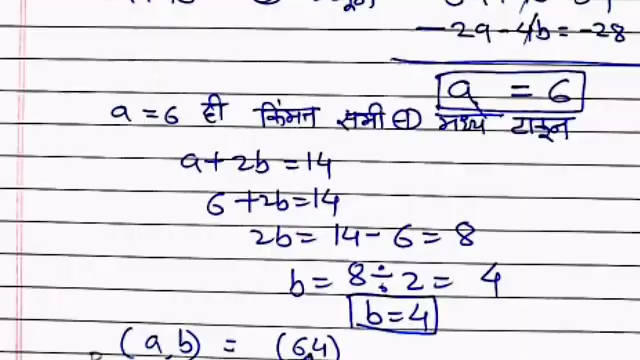 -2a-4b=-28
a = 6
a=6 ही किंमत समी ① मध्ये टाकून
a+2b=14
6+2b=14
2b=14-6=8
b=8÷2=4
b=4
(a,b) = (6,4)